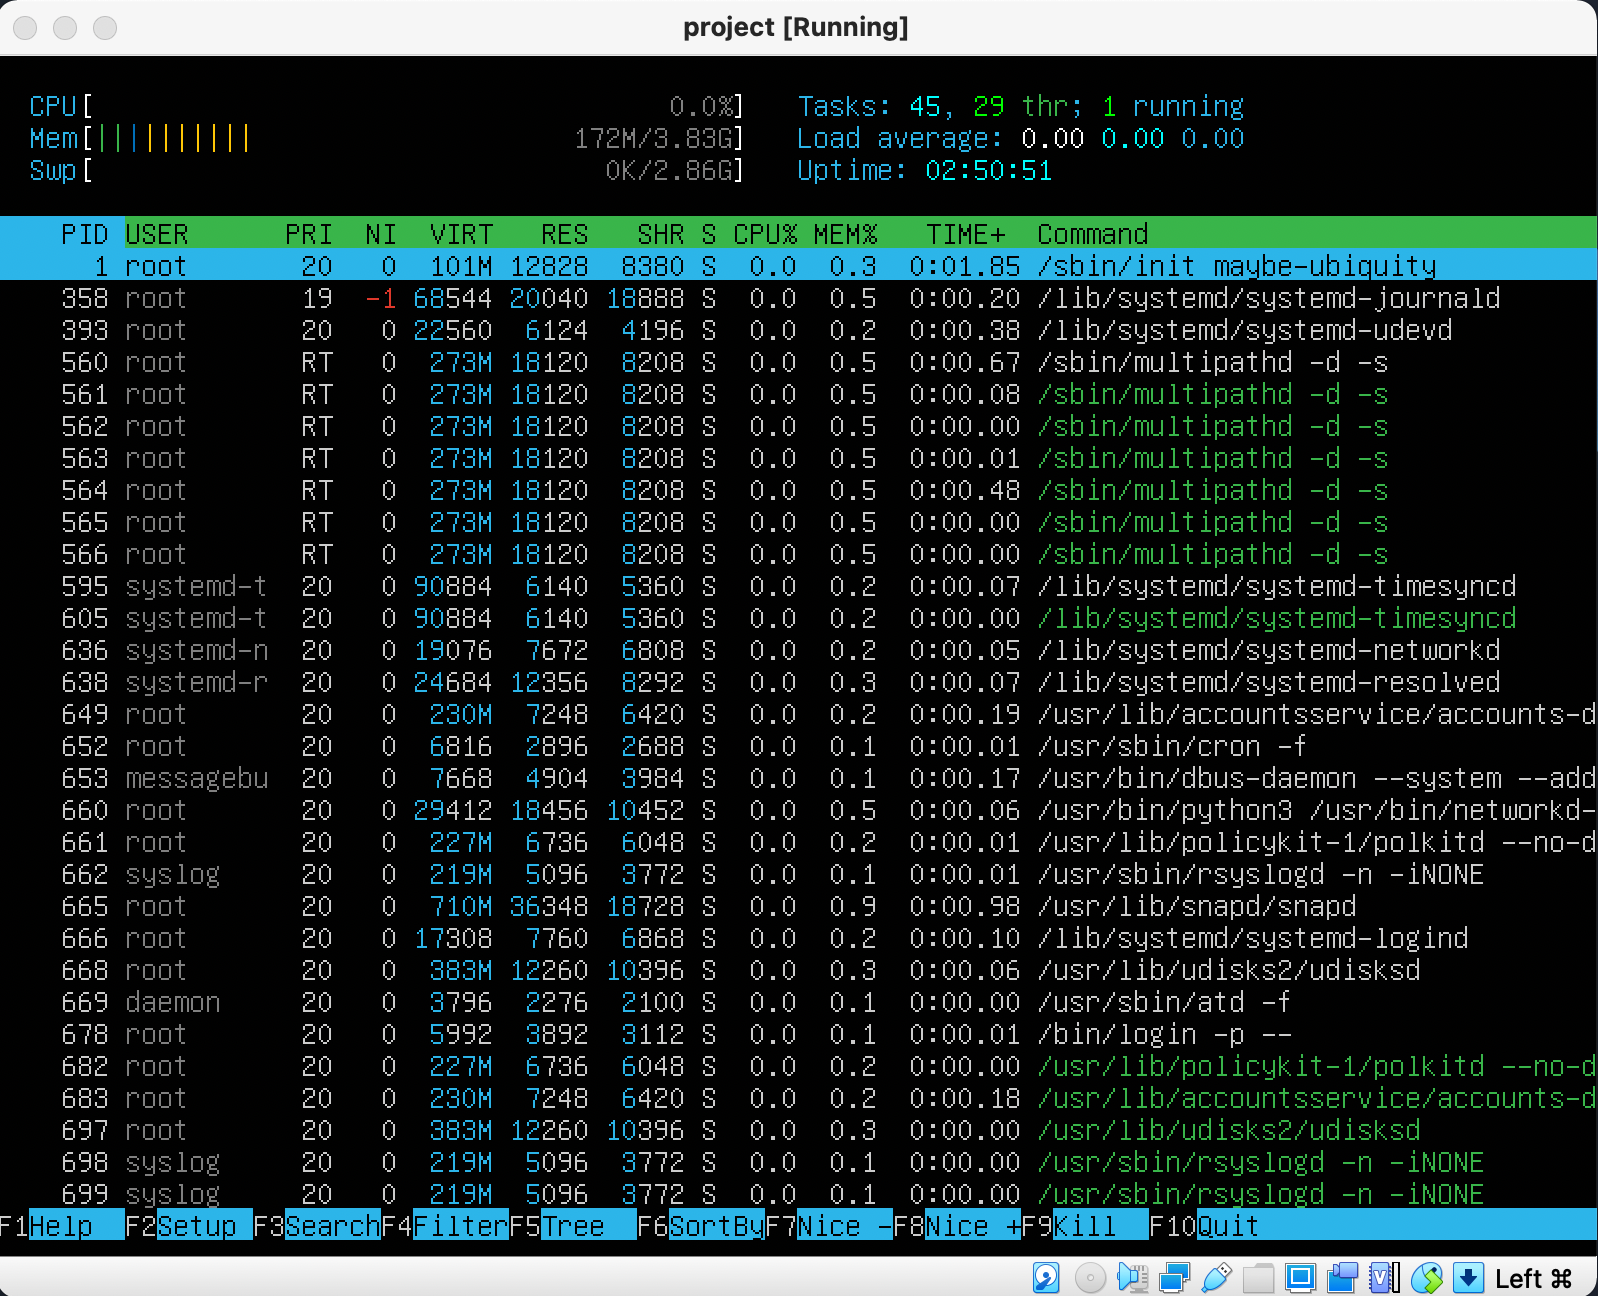 project [Running]
CPU[ 0.0%] Tasks: 45, 29 thr; 1 running
Mem[|||||||||| 172M/3.83G] Load average: 0.00 0.00 0.00
Swp[ 0K/2.86G] Uptime: 02:50:51
PID USER PRI NI VIRT RES SHR S CPU% MEM% TIME+ Command
1 root 20 0 101M 12828 8380 S 0.0 0.3 0:01.85 /sbin/init maybe-ubiquity
358 root 19 -1 68544 20040 18888 S 0.0 0.5 0:00.20 /lib/systemd/systemd-journald
393 root 20 0 22560 6124 4196 S 0.0 0.2 0:00.38 /lib/systemd/systemd-udevd
560 root RT 0 273M 18120 8208 S 0.0 0.5 0:00.67 /sbin/multipathd -d -s
561 root RT 0 273M 18120 8208 S 0.0 0.5 0:00.08 /sbin/multipathd -d -s
562 root RT 0 273M 18120 8208 S 0.0 0.5 0:00.00 /sbin/multipathd -d -s
563 root RT 0 273M 18120 8208 S 0.0 0.5 0:00.01 /sbin/multipathd -d -s
564 root RT 0 273M 18120 8208 S 0.0 0.5 0:00.48 /sbin/multipathd -d -s
565 root RT 0 273M 18120 8208 S 0.0 0.5 0:00.00 /sbin/multipathd -d -s
566 root RT 0 273M 18120 8208 S 0.0 0.5 0:00.00 /sbin/multipathd -d -s
595 systemd-t 20 0 90884 6140 5360 S 0.0 0.2 0:00.07 /lib/systemd/systemd-timesyncd
605 systemd-t 20 0 90884 6140 5360 S 0.0 0.2 0:00.00 /lib/systemd/systemd-timesyncd
636 systemd-n 20 0 19076 7672 6808 S 0.0 0.2 0:00.05 /lib/systemd/systemd-networkd
638 systemd-r 20 0 24684 12356 8292 S 0.0 0.3 0:00.07 /lib/systemd/systemd-resolved
649 root 20 0 230M 7248 6420 S 0.0 0.2 0:00.19 /usr/lib/accountsservice/accounts-d
652 root 20 0 6816 2896 2688 S 0.0 0.1 0:00.01 /usr/sbin/cron -f
653 messagebu 20 0 7668 4904 3984 S 0.0 0.1 0:00.17 /usr/bin/dbus-daemon --system --add
660 root 20 0 29412 18456 10452 S 0.0 0.5 0:00.06 /usr/bin/python3 /usr/bin/networkd-
661 root 20 0 227M 6736 6048 S 0.0 0.2 0:00.01 /usr/lib/policykit-1/polkitd --no-d
662 syslog 20 0 219M 5096 3772 S 0.0 0.1 0:00.01 /usr/sbin/rsyslogd -n -iNONE
665 root 20 0 710M 36348 18728 S 0.0 0.9 0:00.98 /usr/lib/snapd/snapd
666 root 20 0 17308 7760 6868 S 0.0 0.2 0:00.10 /lib/systemd/systemd-logind
668 root 20 0 383M 12260 10396 S 0.0 0.3 0:00.06 /usr/lib/udisks2/udisksd
669 daemon 20 0 3796 2276 2100 S 0.0 0.1 0:00.00 /usr/sbin/atd -f
678 root 20 0 5992 3892 3112 S 0.0 0.1 0:00.01 /bin/login -p --
682 root 20 0 227M 6736 6048 S 0.0 0.2 0:00.00 /usr/lib/policykit-1/polkitd --no-d
683 root 20 0 230M 7248 6420 S 0.0 0.2 0:00.18 /usr/lib/accountsservice/accounts-d
697 root 20 0 383M 12260 10396 S 0.0 0.3 0:00.00 /usr/lib/udisks2/udisksd
698 syslog 20 0 219M 5096 3772 S 0.0 0.1 0:00.00 /usr/sbin/rsyslogd -n -iNONE
699 syslog 20 0 219M 5096 3772 S 0.0 0.1 0:00.00 /usr/sbin/rsyslogd -n -iNONE
F1Help F2Setup F3SearchF4FilterF5Tree F6SortByF7Nice -F8Nice +F9Kill F10Quit
Left ⌘